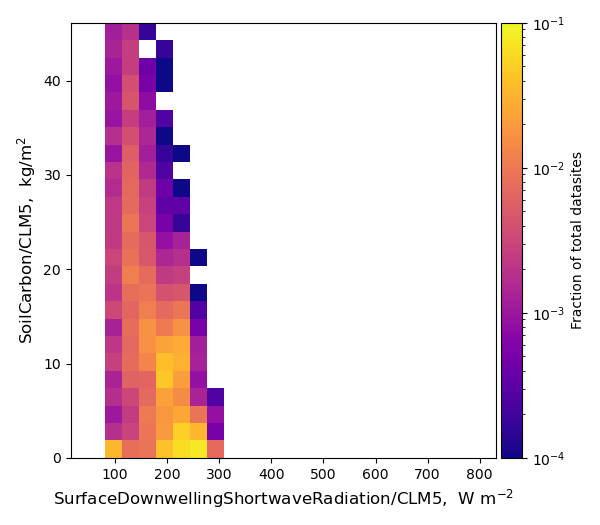 SoilCarbon/CLM5,  kg/m²
40
30
20
10
0
100 200 300 400 500 600 700 800
SurfaceDownwellingShortwaveRadiation/CLM5,  W m⁻²
10⁻¹
10⁻²
10⁻³
10⁻⁴
Fraction of total datasites